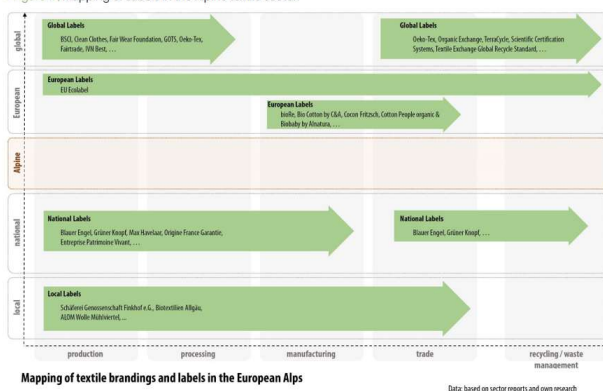 global
Global Labels
BSCI, Clean Clothes, Fair Wear Foundation, GOTS, Oeko-Tex,
Fairtrade, IVN Best, . . .
Global Labels
Oeko-Tex, Organic Exchange, TerraCycle, Scientific Certification
Systems, Textile Exchange Global Recycle Standard, . . .
European
European Labels
EU Ecolabel
European Labels
bioRe, Bio Cotton by C&A, Cocon Fritzsch, Cotton People organic &
Biobaby by Alnatura, . . .
Alpine
national
National Labels
Blauer Engel, Grüner Knopf, Max Havelaar, Origine France Garantie,
Entreprise Patrimoine Vivant, . . .
National Labels
Blauer Engel, Grüner Knopf, . . .
local
Local Labels
Schäferei Genossenschaft Finkhof e.G., Biotextilien Allgäu,
ALOM Wolle Mühlviertel, ...
production
processing
manufacturing
trade
recycling / waste
management
Mapping of textile brandings and labels in the European Alps
Data: based on sector reports and own research